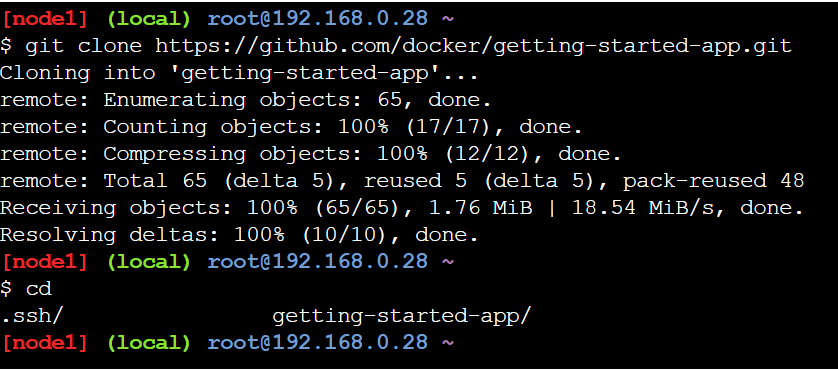 [node1] (local) root@192.168.0.28 ~
$ git clone https://github.com/docker/getting-started-app.git
Cloning into 'getting-started-app'...
remote: Enumerating objects: 65, done.
remote: Counting objects: 100% (17/17), done.
remote: Compressing objects: 100% (12/12), done.
remote: Total 65 (delta 5), reused 5 (delta 5), pack-reused 48
Receiving objects: 100% (65/65), 1.76 MiB | 18.54 MiB/s, done.
Resolving deltas: 100% (10/10), done.
[node1] (local) root@192.168.0.28 ~
$ cd
.ssh/ getting-started-app/
[node1] (local) root@192.168.0.28 ~